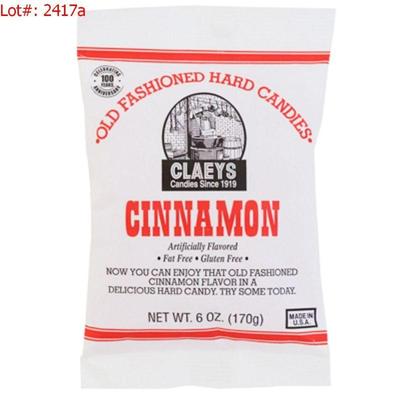 Lot#: 2417a
CELEBRATING
100
YEARS
ANNIVERSARY
•OLD FASHIONED HARD CANDIES•
CLAEYS
Candies Since 1919
CINNAMON
Artificially Flavored
• Fat Free • Gluten Free •
NOW YOU CAN ENJOY THAT OLD FASHIONED
CINNAMON FLAVOR IN A
DELICIOUS HARD CANDY. TRY SOME TODAY.
NET WT. 6 OZ. (170g)
MADE IN
U.S.A.